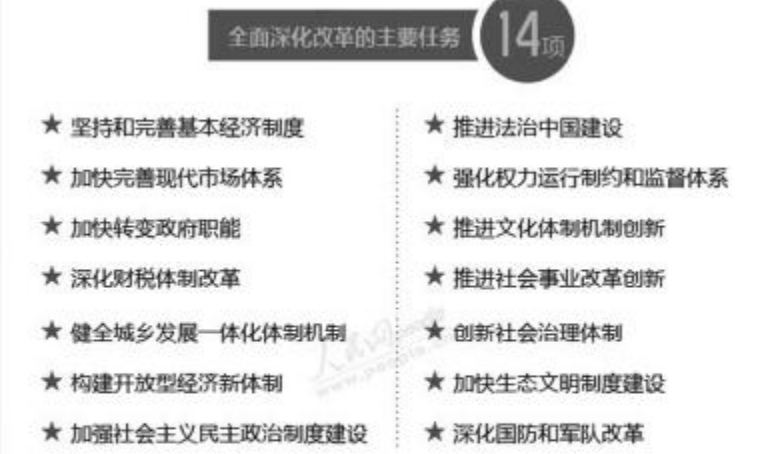 全面深化改革的主要任务 14项
★ 坚持和完善基本经济制度
★ 加快完善现代市场体系
★ 加快转变政府职能
★ 深化财税体制改革
★ 健全城乡发展一体化体制机制
★ 构建开放型经济新体制
★ 加强社会主义民主政治制度建设
★ 推进法治中国建设
★ 强化权力运行制约和监督体系
★ 推进文化体制机制创新
★ 推进社会事业改革创新
★ 创新社会治理体制
★ 加快生态文明制度建设
★ 深化国防和军队改革
人民网